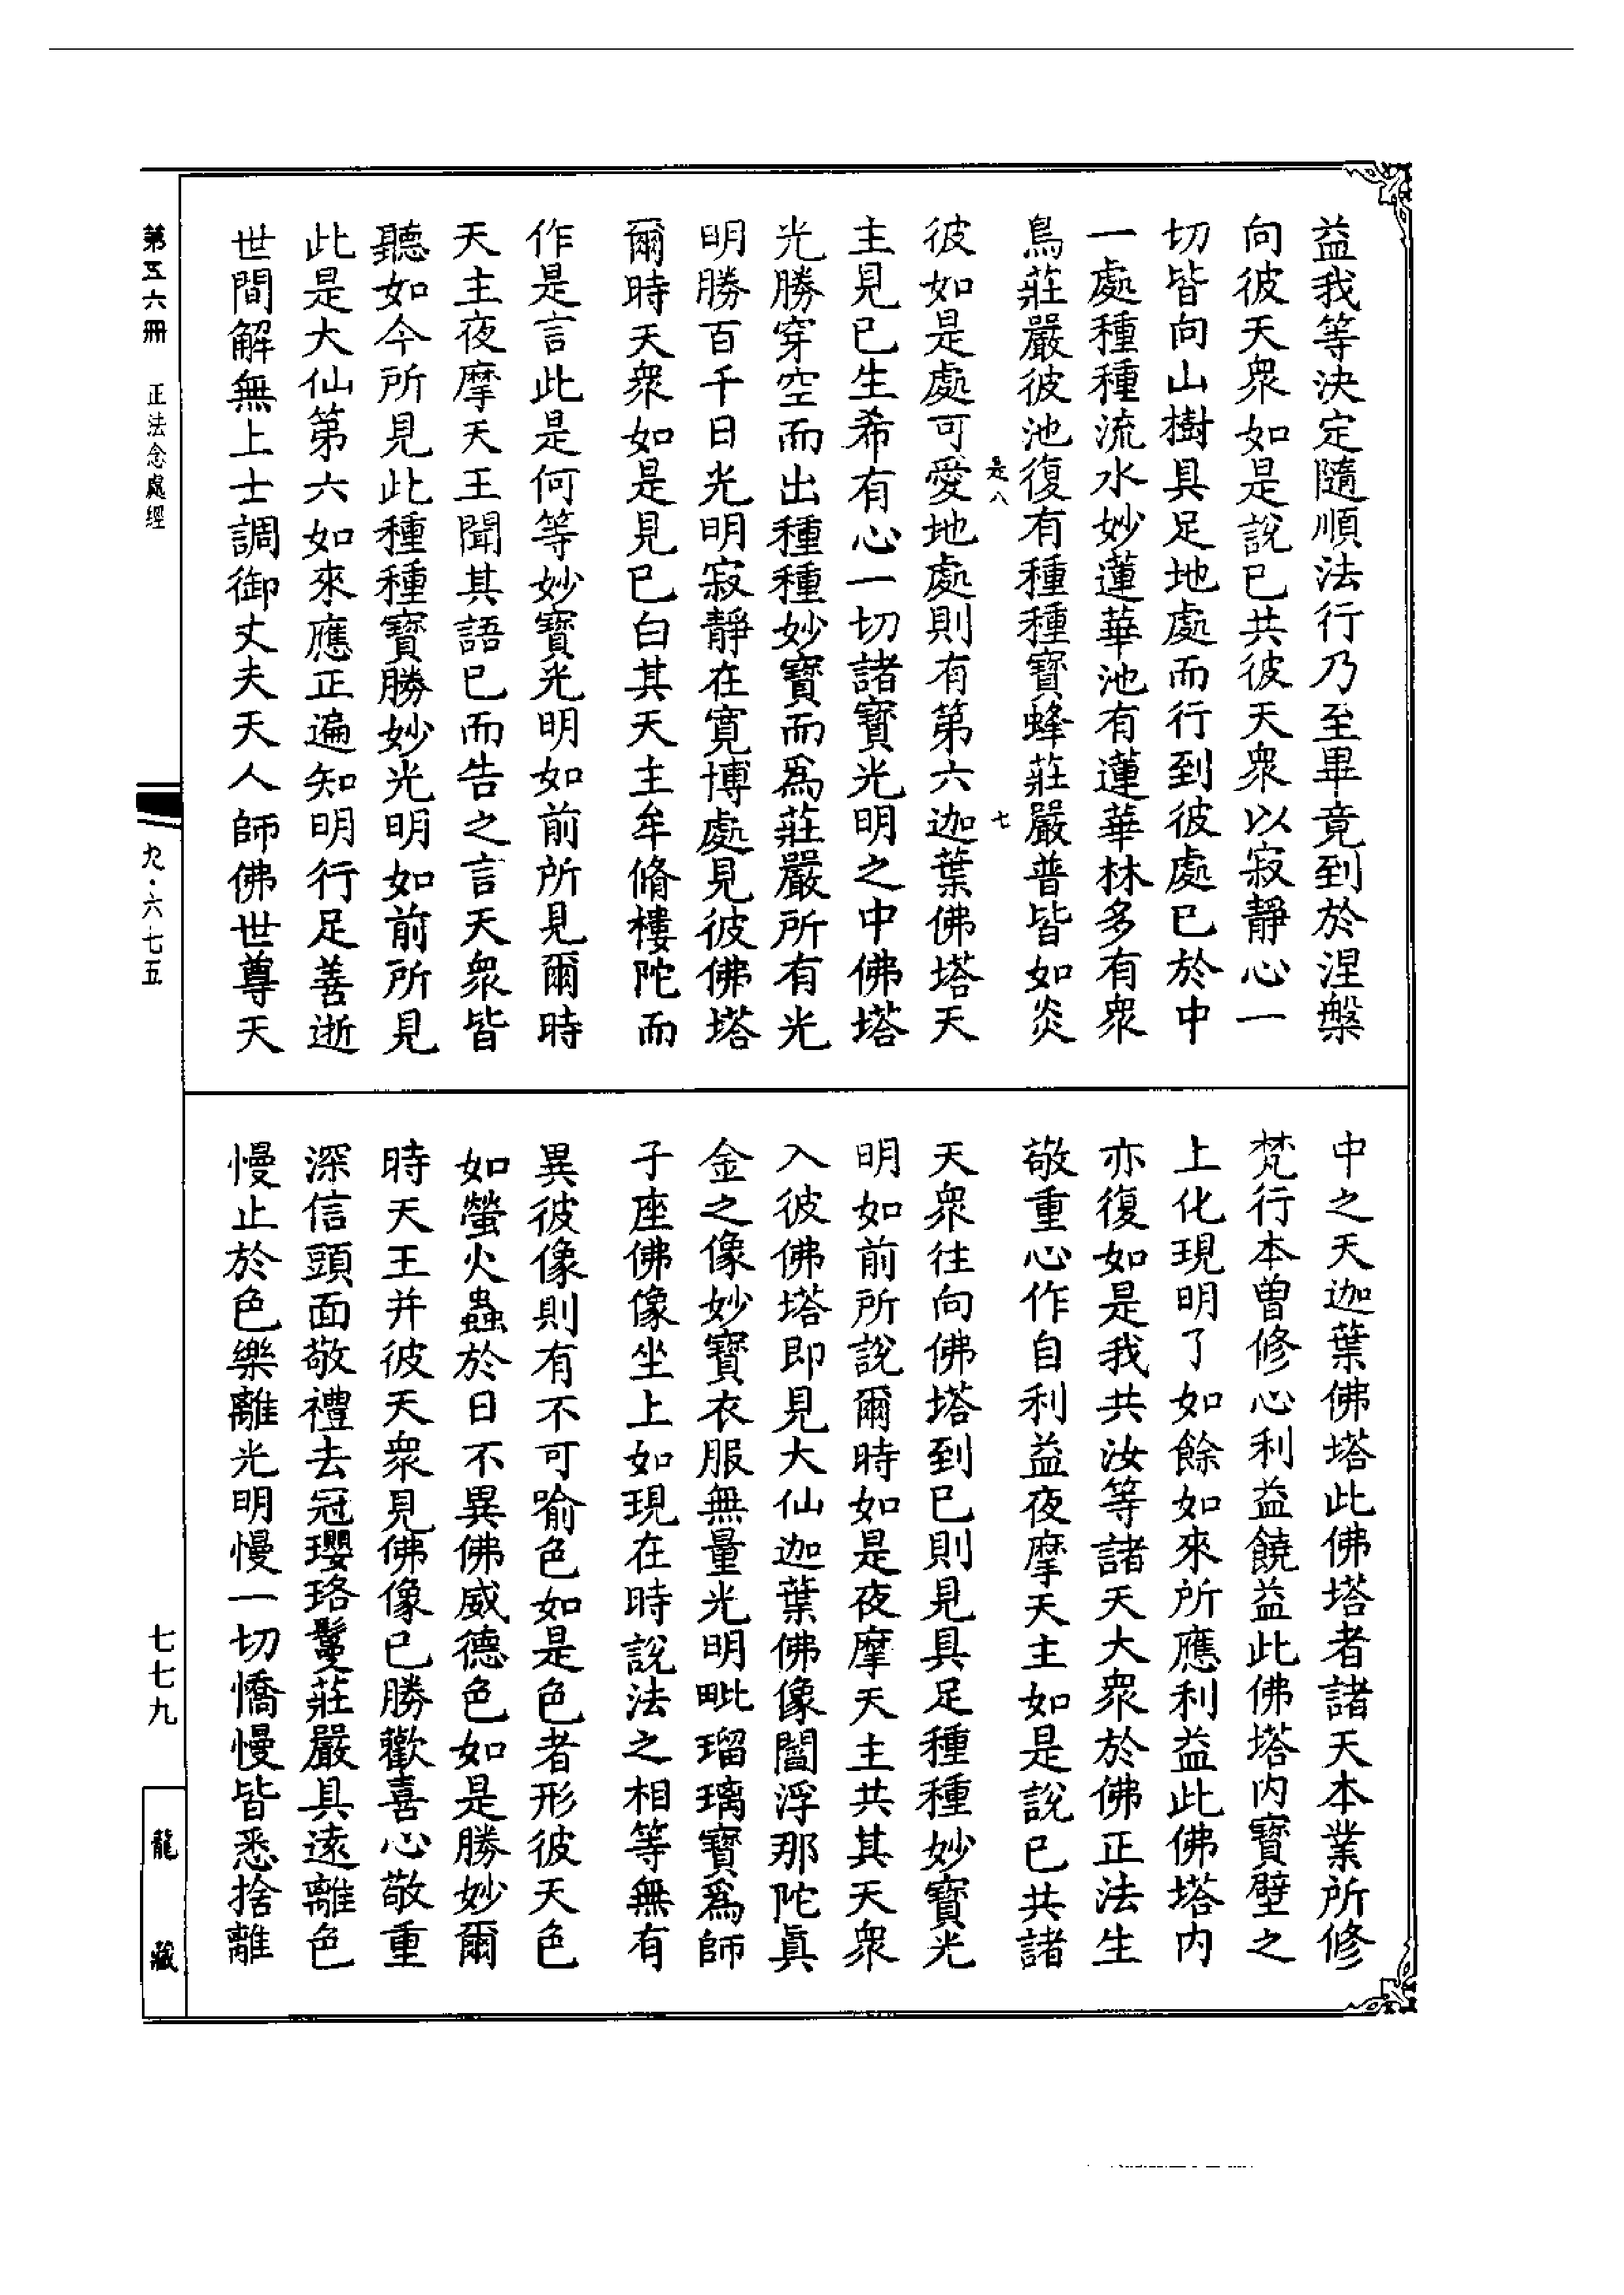 益我等決定隨順法行乃至畢竟到於涅槃
向彼天衆如是說已共彼天衆以寂靜心一
切皆向山樹具足地處而行到彼處已於中
一處種種流水妙蓮華池有蓮華林多有衆
鳥莊嚴彼池復有種種寶蜂莊嚴普皆如炎
是八
七
彼如是處可愛地處則有第六迦葉佛塔天
主見已生希有心一切諸寶光明之中佛塔
光勝穿空而出種種妙寶而爲莊嚴所有光
明勝百千日光明寂靜在寬博處見彼佛塔
爾時天衆如是見已白其天主牟脩樓陀而
作是言此是何等妙寶光明如前所見爾時
天主夜摩天王聞其語已而告之言天衆皆
聽如今所見此種種寶勝妙光明如前所見
此是大仙第六如來應正遍知明行足善逝
世間解無上士調御丈夫天人師佛世尊天
中之天迦葉佛塔此佛塔者諸天本業所修
梵行本曾修心利益饒益此佛塔内寶壁之
上化現明了如餘如來所應利益此佛塔内
亦復如是我共汝等諸天大衆於佛正法生
敬重心作自利益夜摩天主如是說已共諸
天衆往向佛塔到已則見具足種種妙寶光
明如前所說爾時如是夜摩天主共其天衆
入彼佛塔即見大仙迦葉佛像閻浮那陀眞
金之像妙寶衣服無量光明毗瑠璃寶爲師
子座佛像坐上如現在時說法之相等無有
異彼像則有不可喻色如是色者形彼天色
如螢火蟲於日不異佛威德色如是勝妙爾
時天王并彼天衆見佛像已勝歡喜心敬重
深信頭面敬禮去冠瓔珞鬘莊嚴具遠離色
慢止於色樂離光明慢一切憍慢皆悉捨離
第五六冊 正法念處經
九·六七五
七七九
龍藏